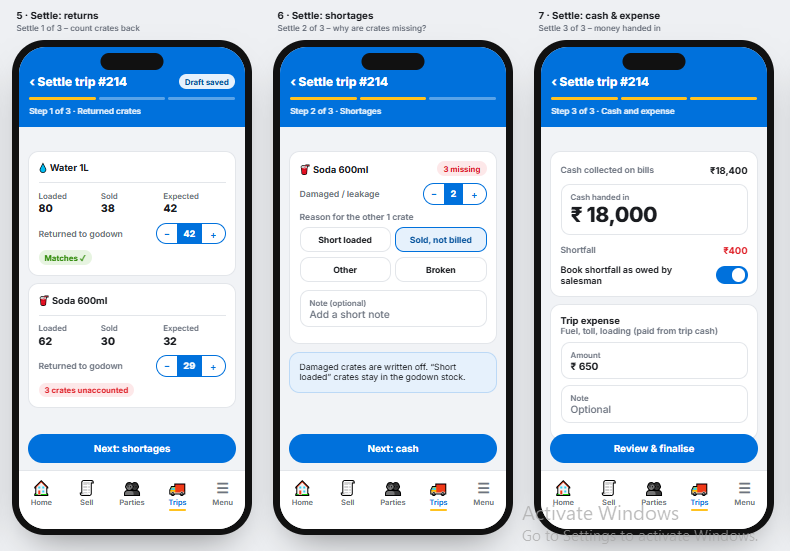 5 · Settle: returns
Settle 1 of 3 – count crates back
‹ Settle trip #214
Draft saved
Step 1 of 3 · Returned crates
Water 1L
Loaded Sold Expected
80 38 42
Returned to godown − 42 +
Matches ✓
Soda 600ml
Loaded Sold Expected
62 30 32
Returned to godown − 29 +
3 crates unaccounted
Next: shortages
Home Sell Parties Trips Menu
6 · Settle: shortages
Settle 2 of 3 – why are crates missing?
‹ Settle trip #214
Step 2 of 3 · Shortages
Soda 600ml 3 missing
Damaged / leakage − 2 +
Reason for the other 1 crate
Short loaded Sold, not billed
Other Broken
Note (optional)
Add a short note
Damaged crates are written off. “Short
loaded” crates stay in the godown stock.
Next: cash
Home Sell Parties Trips Menu
7 · Settle: cash & expense
Settle 3 of 3 – money handed in
‹ Settle trip #214
Step 3 of 3 · Cash and expense
Cash collected on bills ₹18,400
Cash handed in
₹ 18,000
Shortfall ₹400
Book shortfall as owed by
salesman
Trip expense
Fuel, toll, loading (paid from trip cash)
Amount
₹ 650
Note
Optional
Review & finalise
Home Sell Parties Trips Menu
Activate Windows
Go to Settings to activate Windows.